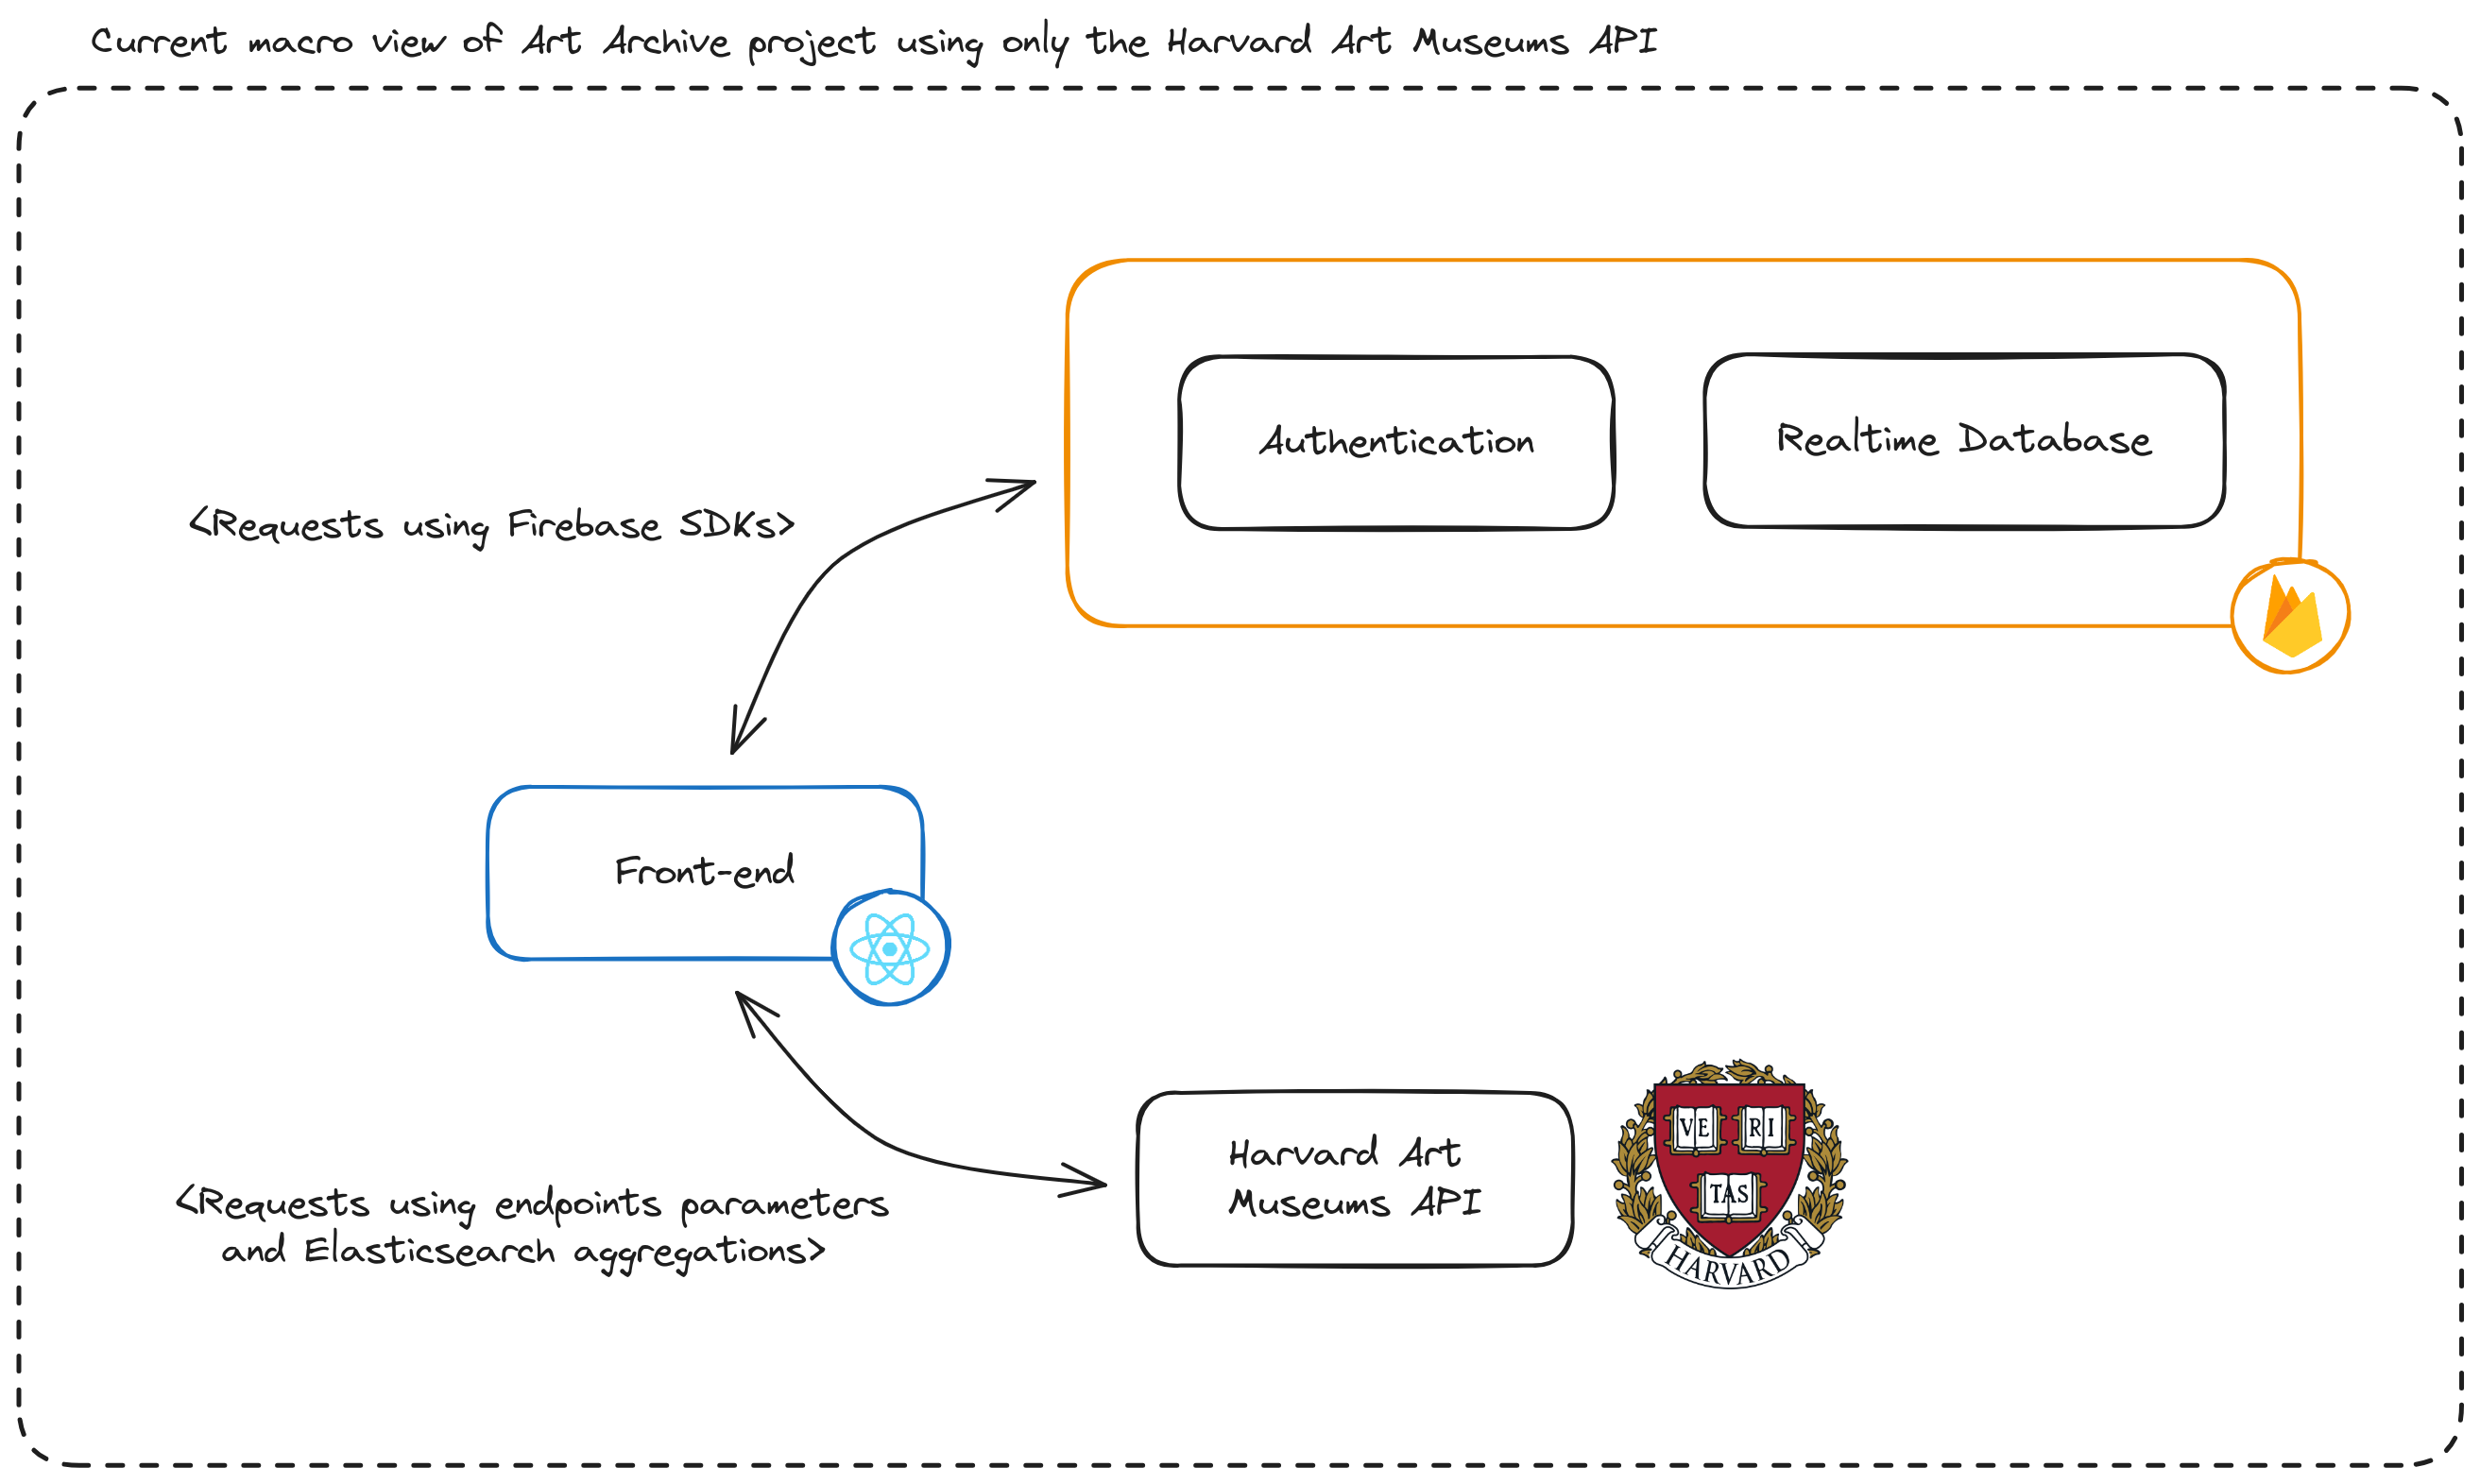 Current macro view of Art Archive project using only the Harvard Art Museums API
Authentication
Realtime Database
<Requests using Firebase SDKs>
Front-end
Harvard Art
Museums API
<Requests using endpoints parameters
and Elasticsearch aggregations>
VE RI
TAS
HARVARD